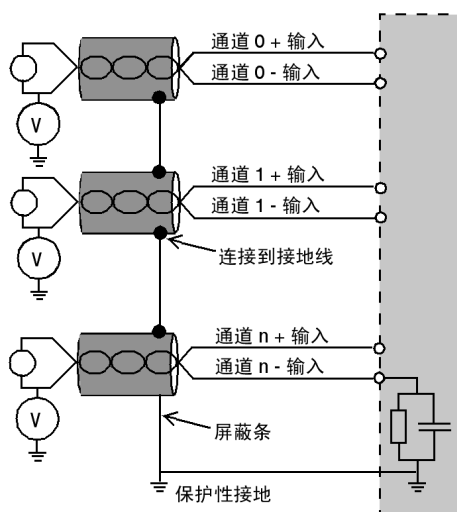 通道 0 + 输入
通道 0 - 输入
V
通道 1 + 输入
通道 1 - 输入
V
连接到接地线
通道 n + 输入
通道 n - 输入
V
屏蔽条
保护性接地